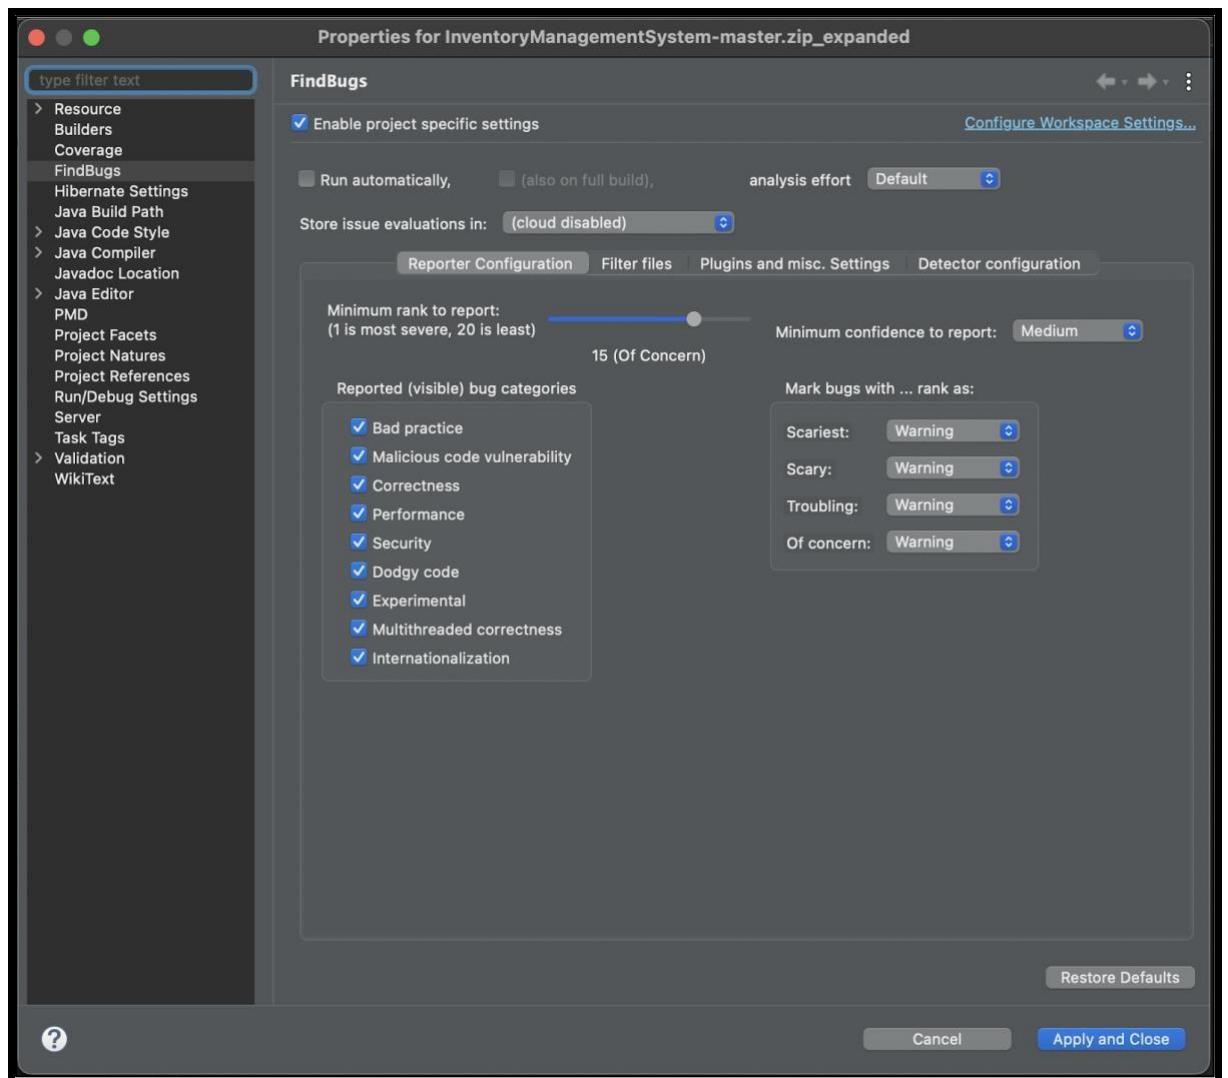 Properties for InventoryManagementSystem-master.zip_expanded
type filter text
Resource
Builders
Coverage
FindBugs
Hibernate Settings
Java Build Path
Java Code Style
Java Compiler
Javadoc Location
Java Editor
PMD
Project Facets
Project Natures
Project References
Run/Debug Settings
Server
Task Tags
Validation
WikiText
FindBugs
Enable project specific settings
Configure Workspace Settings...
Run automatically, (also on full build), analysis effort Default
Store issue evaluations in: (cloud disabled)
Reporter Configuration Filter files Plugins and misc. Settings Detector configuration
Minimum rank to report:
(1 is most severe, 20 is least)
15 (Of Concern)
Minimum confidence to report: Medium
Reported (visible) bug categories
Bad practice
Malicious code vulnerability
Correctness
Performance
Security
Dodgy code
Experimental
Multithreaded correctness
Internationalization
Mark bugs with ... rank as:
Scariest: Warning
Scary: Warning
Troubling: Warning
Of concern: Warning
Restore Defaults
?
Cancel Apply and Close